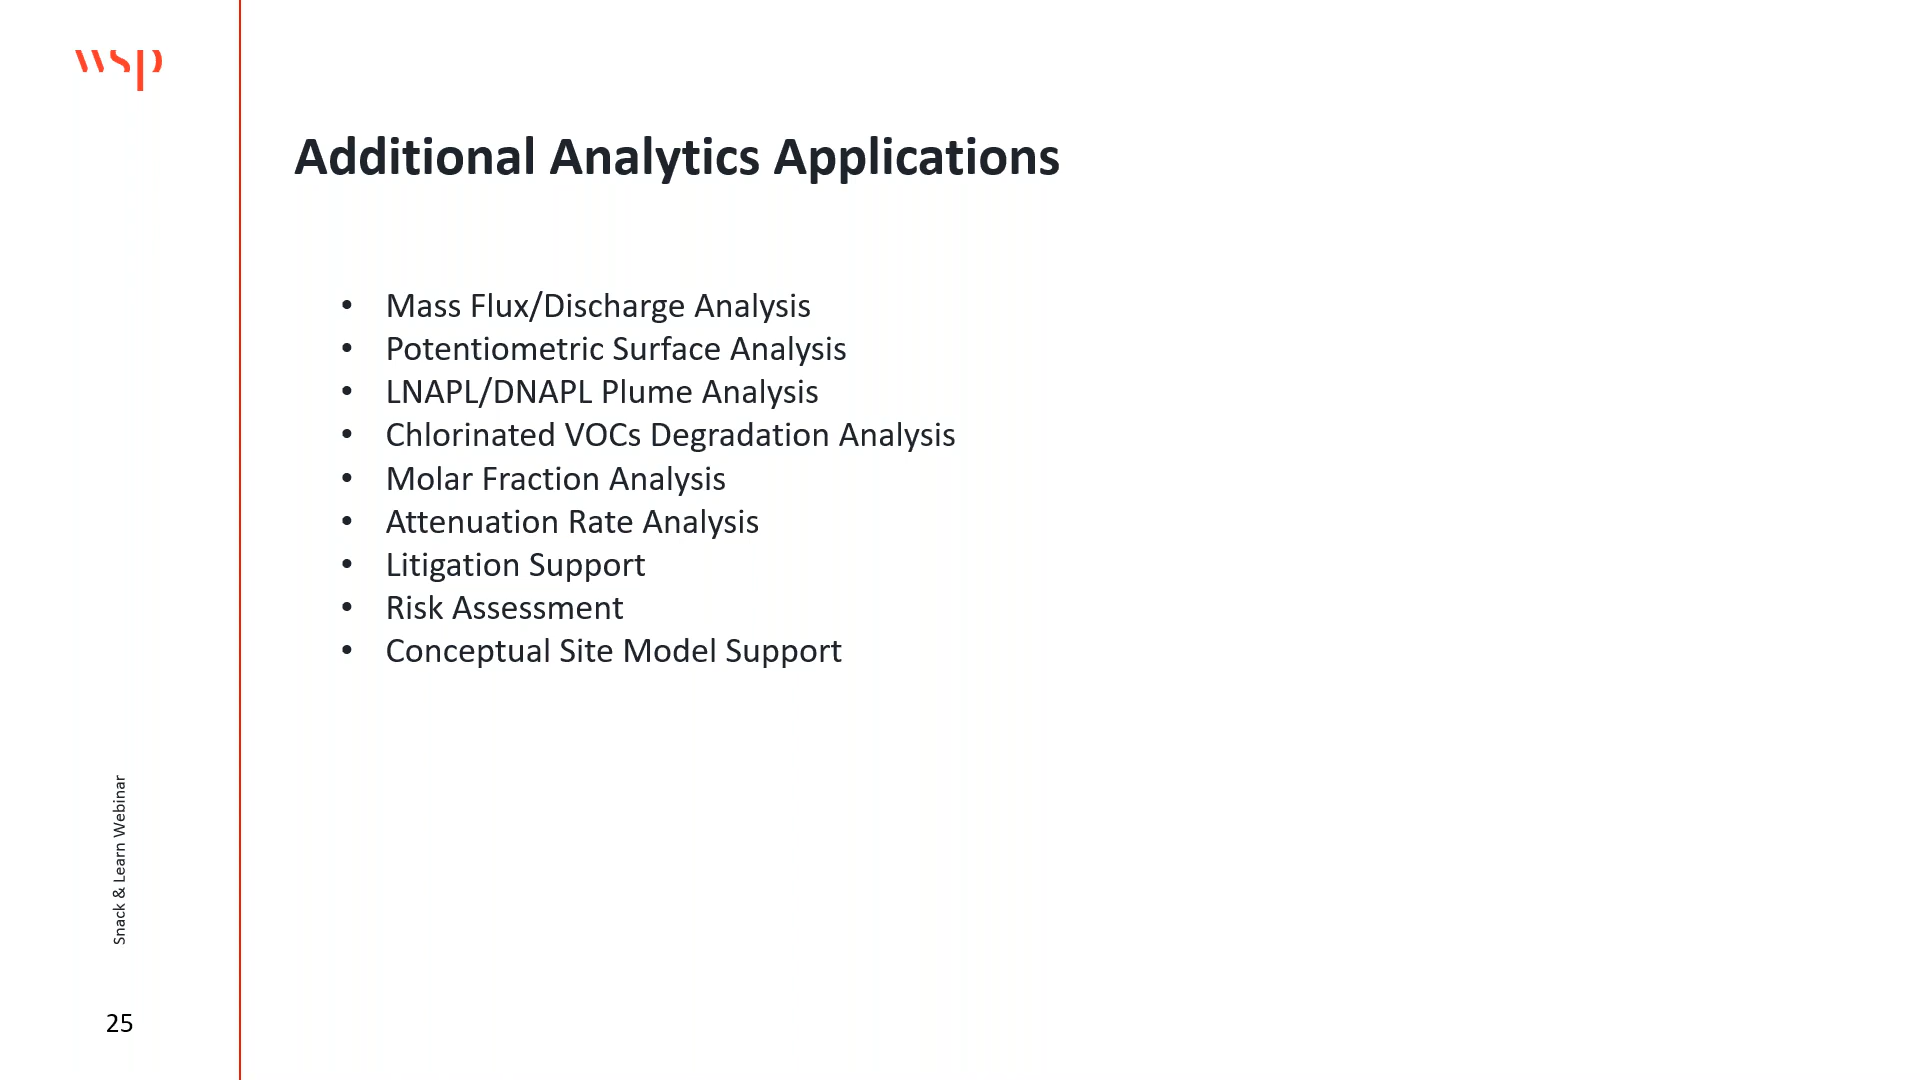 wsp
Additional Analytics Applications
• Mass Flux/Discharge Analysis
• Potentiometric Surface Analysis
• LNAPL/DNAPL Plume Analysis
• Chlorinated VOCs Degradation Analysis
• Molar Fraction Analysis
• Attenuation Rate Analysis
• Litigation Support
• Risk Assessment
• Conceptual Site Model Support
Snack & Learn Webinar
25